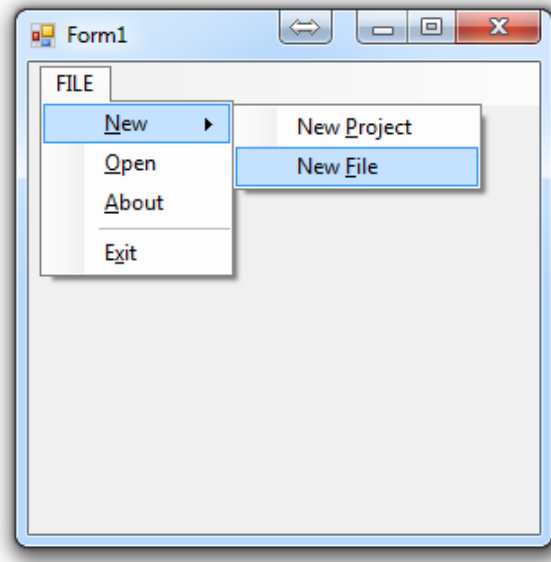 Form1
FILE
New
New Project
Open
New File
About
Exit